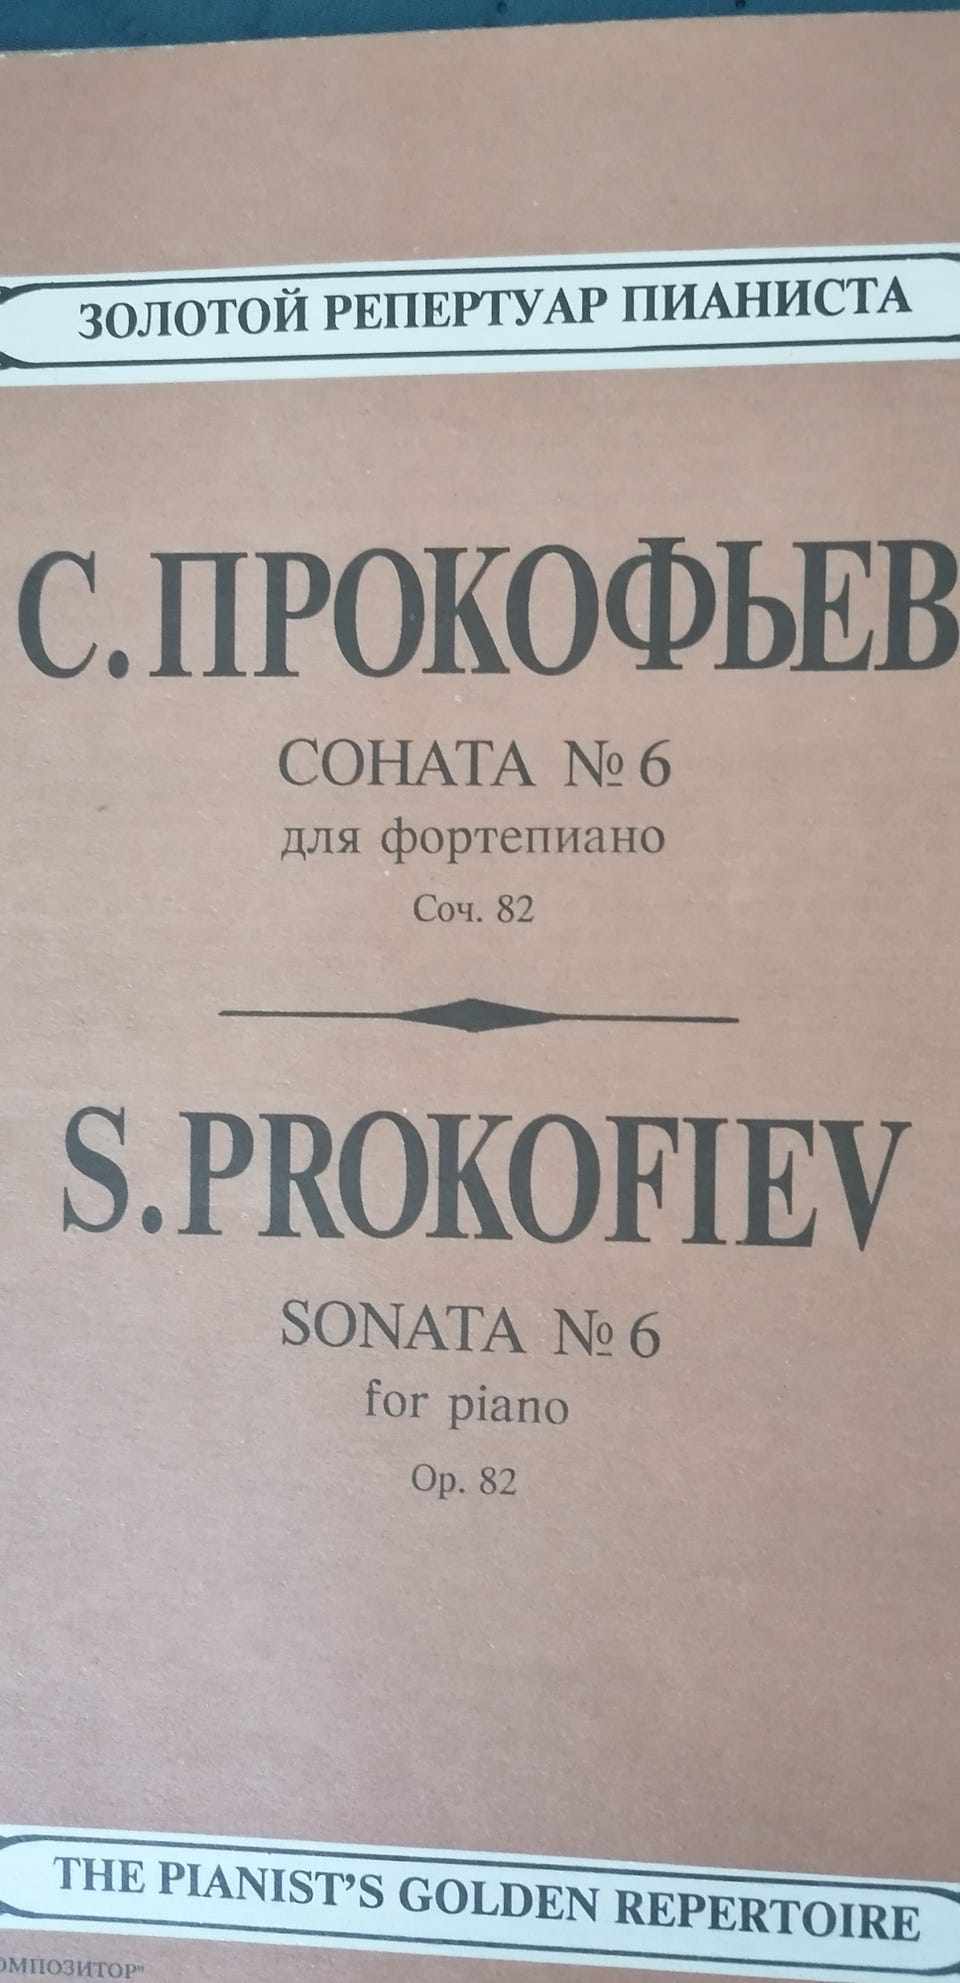 ЗОЛОТОЙ РЕПЕРТУАР ПИАНИСТА
С. ПРОКОФЬЕВ
СОНАТА № 6
для фортепиано
Соч. 82
S. PROKOFIEV
SONATA № 6
for piano
Op. 82
THE PIANIST'S GOLDEN REPERTOIRE
ОМПОЗИТОР"